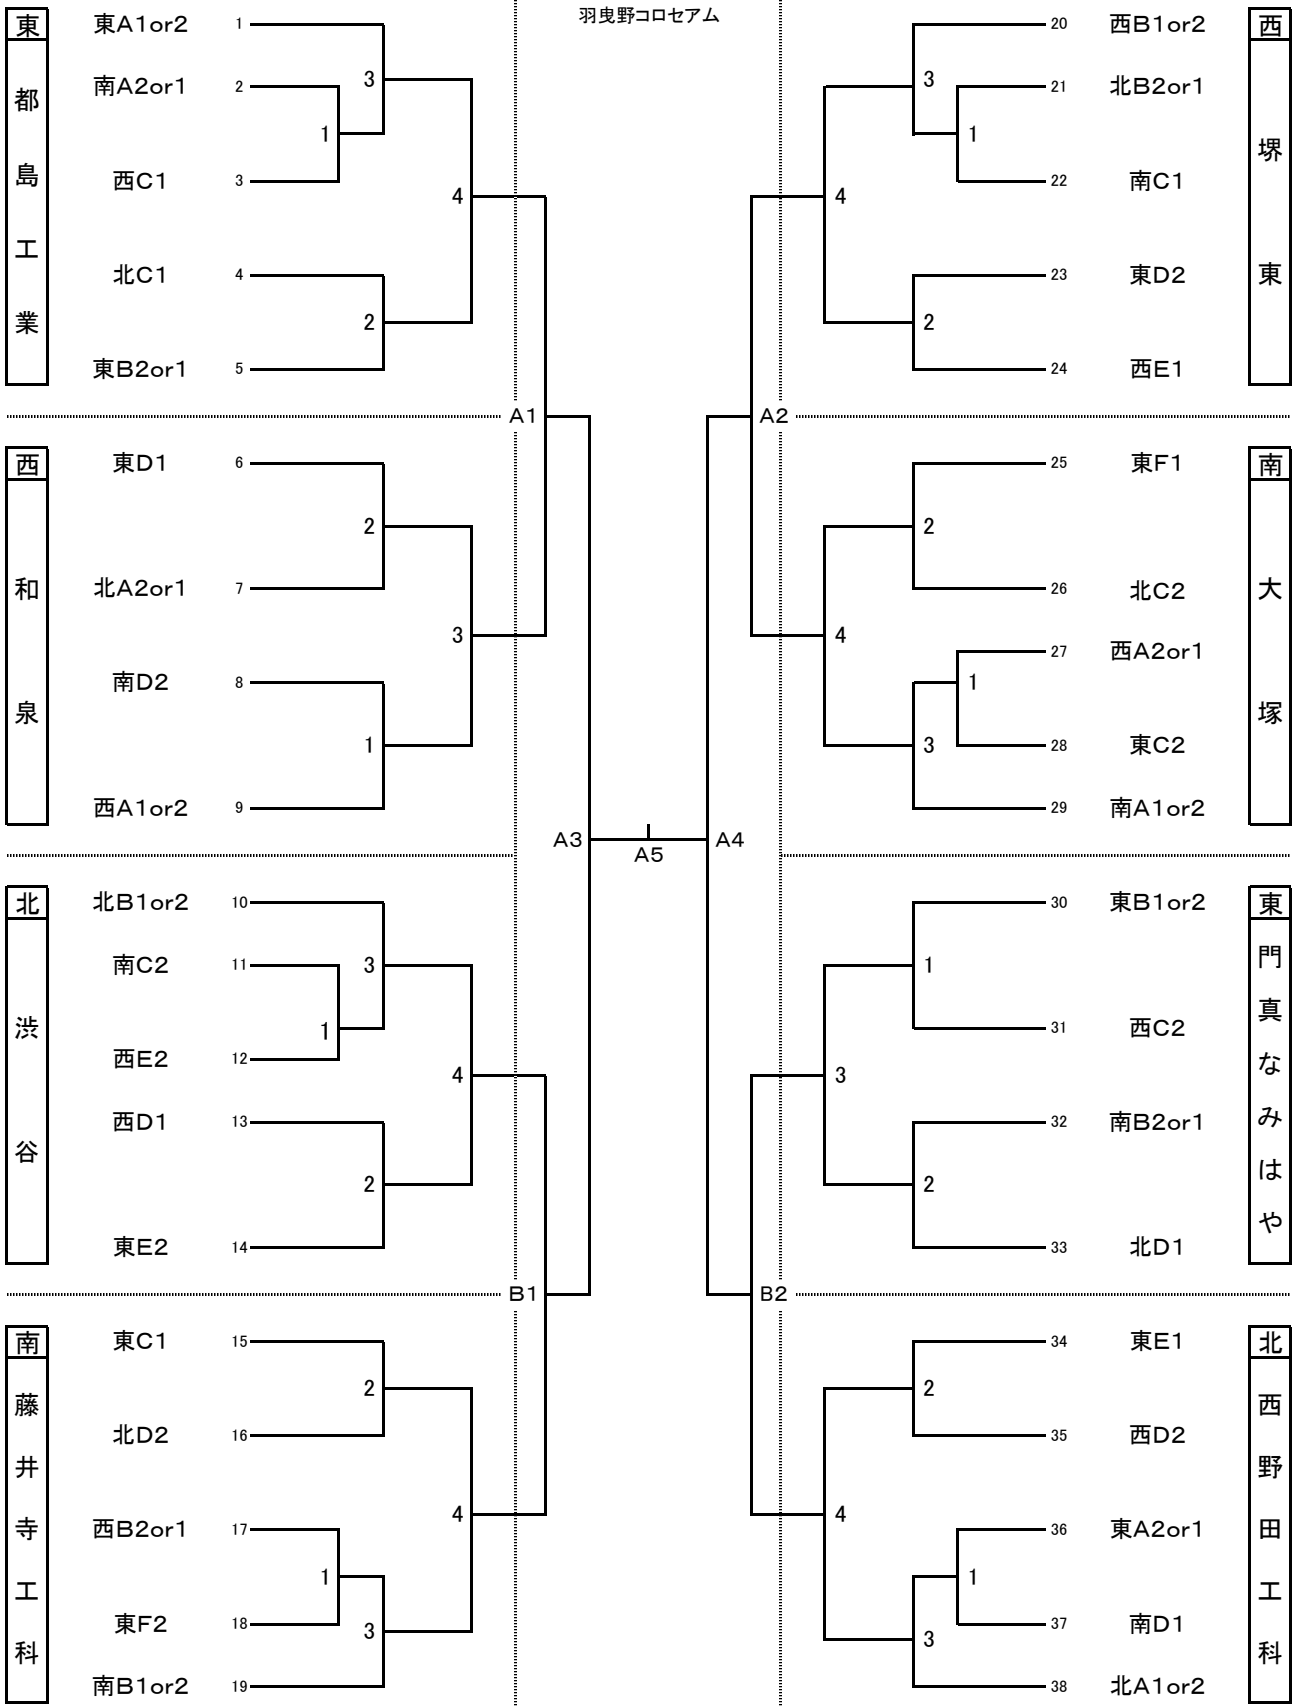 羽曳野コロセアム
東
都島工業
東A1or2 1
南A2or1 2
西C1 3
北C1 4
東B2or1 5
3
1
4
2
西
和泉
東D1 6
北A2or1 7
南D2 8
西A1or2 9
2
3
1
北
渋谷
北B1or2 10
南C2 11
西E2 12
西D1 13
東E2 14
3
1
4
2
南
藤井寺工科
東C1 15
北D2 16
西B2or1 17
東F2 18
南B1or2 19
2
4
1
3
A1
B1
A3
A5
A4
A2
B2
西
堺東
20 西B1or2
21 北B2or1
22 南C1
23 東D2
24 西E1
3
1
4
2
南
大塚
25 東F1
26 北C2
27 西A2or1
28 東C2
29 南A1or2
2
4
1
3
東
門真なみはや
30 東B1or2
31 西C2
32 南B2or1
33 北D1
1
3
2
北
西野田工科
34 東E1
35 西D2
36 東A2or1
37 南D1
38 北A1or2
2
4
1
3